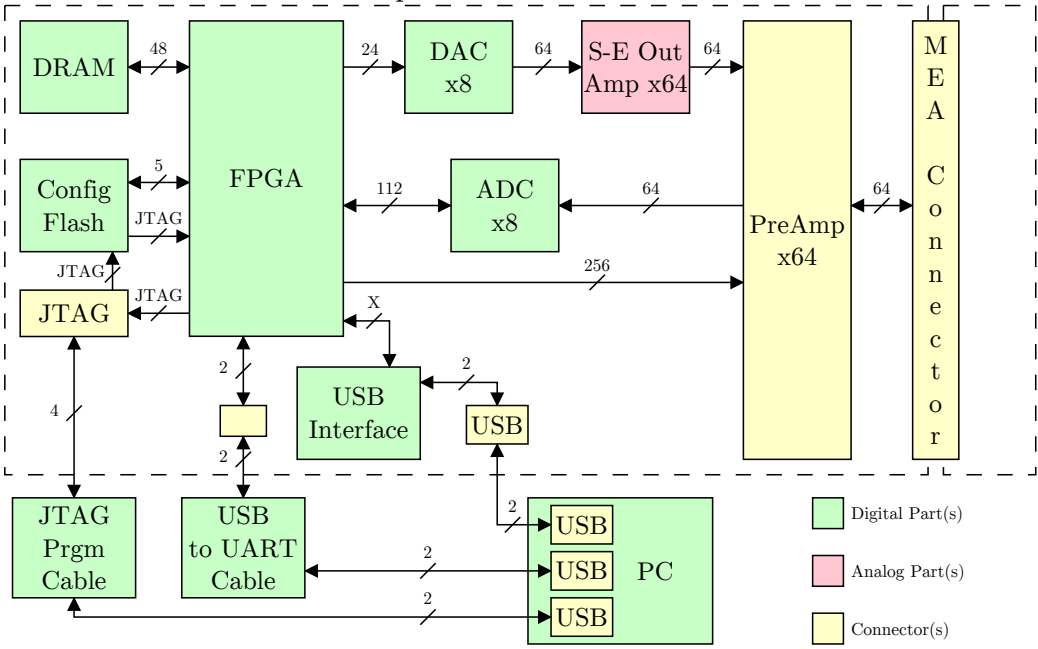 DRAM
48
FPGA
24
DAC
x8
64
S-E Out
Amp x64
64
PreAmp
x64
64
M
E
A
C
o
n
n
e
c
t
o
r
Config
Flash
5
JTAG
JTAG
JTAG
JTAG
112
ADC
x8
64
256
X
USB
Interface
2
USB
2
2
4
2
JTAG
Prgm
Cable
USB
to UART
Cable
2
2
USB
USB
USB
PC
Digital Part(s)
Analog Part(s)
Connector(s)